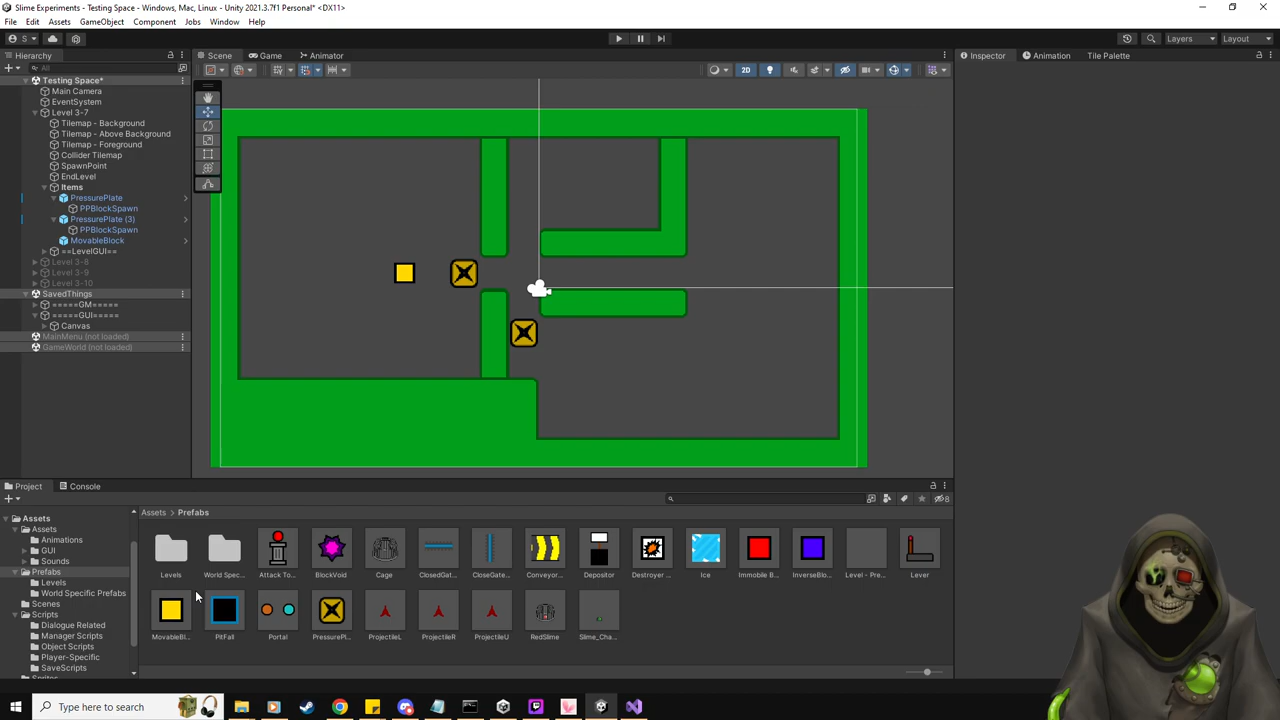 Slime Experiments - Testing Space - Windows, Mac, Linux - Unity 2021.3.7f1 Personal* <DX11>
File Edit Assets GameObject Component Jobs Window Help
S Layers Layout
Hierarchy Scene Game Animator Inspector Animation Tile Palette
All 2D
Testing Space*
Main Camera
EventSystem
Level 3-7
Tilemap - Background
Tilemap - Above Background
Tilemap - Foreground
Collider Tilemap
SpawnPoint
EndLevel
Items
PressurePlate
PPBlockSpawn
PressurePlate (3)
PPBlockSpawn
MovableBlock
==LevelGUI==
Level 3-8
Level 3-9
Level 3-10
SavedThings
=====GM=====
=====GUI=====
Canvas
MainMenu (not loaded)
GameWorld (not loaded)
Project Console
8
Assets
Assets
Animations
GUI
Sounds
Prefabs
Levels
World Specific Prefabs
Scenes
Scripts
Dialogue Related
Manager Scripts
Object Scripts
Player-Specific
SaveScripts
Assets > Prefabs
Levels World Spec... Attack To... BlockVoid Cage ClosedGat... CloseGate... Conveyor... Depositor Destroyer ... Ice Immobile B... InverseBlo... Level - Pre... Lever
MovableBl... PitFall Portal PressurePl... ProjectileL ProjectileR ProjectileU RedSlime Slime_Cha...
Type here to search